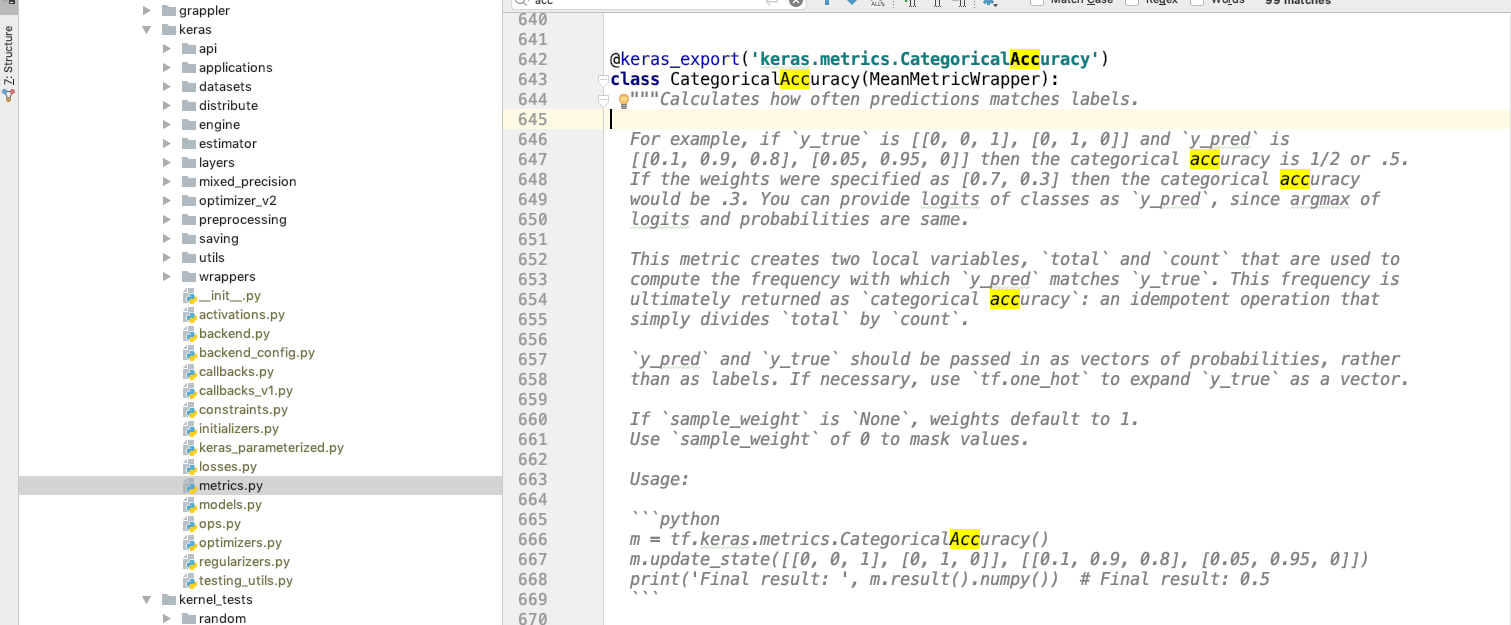 grappler
keras
api
applications
datasets
distribute
engine
estimator
layers
mixed_precision
optimizer_v2
preprocessing
saving
utils
wrappers
__init__.py
activations.py
backend.py
backend_config.py
callbacks.py
callbacks_v1.py
constraints.py
initializers.py
keras_parameterized.py
losses.py
metrics.py
models.py
ops.py
optimizers.py
regularizers.py
testing_utils.py
kernel_tests
random
Z: Structure
acc
Match Case
Regex
Words
99 matches
640
641
642 @keras_export('keras.metrics.CategoricalAccuracy')
643 class CategoricalAccuracy(MeanMetricWrapper):
644 """Calculates how often predictions matches labels.
645
646 For example, if `y_true` is [[0, 0, 1], [0, 1, 0]] and `y_pred` is
647 [[0.1, 0.9, 0.8], [0.05, 0.95, 0]] then the categorical accuracy is 1/2 or .5.
648 If the weights were specified as [0.7, 0.3] then the categorical accuracy
649 would be .3. You can provide logits of classes as `y_pred`, since argmax of
650 logits and probabilities are same.
651
652 This metric creates two local variables, `total` and `count` that are used to
653 compute the frequency with which `y_pred` matches `y_true`. This frequency is
654 ultimately returned as `categorical accuracy`: an idempotent operation that
655 simply divides `total` by `count`.
656
657 `y_pred` and `y_true` should be passed in as vectors of probabilities, rather
658 than as labels. If necessary, use `tf.one_hot` to expand `y_true` as a vector.
659
660 If `sample_weight` is `None`, weights default to 1.
661 Use `sample_weight` of 0 to mask values.
662
663 Usage:
664
665 ```python
666 m = tf.keras.metrics.CategoricalAccuracy()
667 m.update_state([[0, 0, 1], [0, 1, 0]], [[0.1, 0.9, 0.8], [0.05, 0.95, 0]])
668 print('Final result: ', m.result().numpy())  # Final result: 0.5
669 ```
670